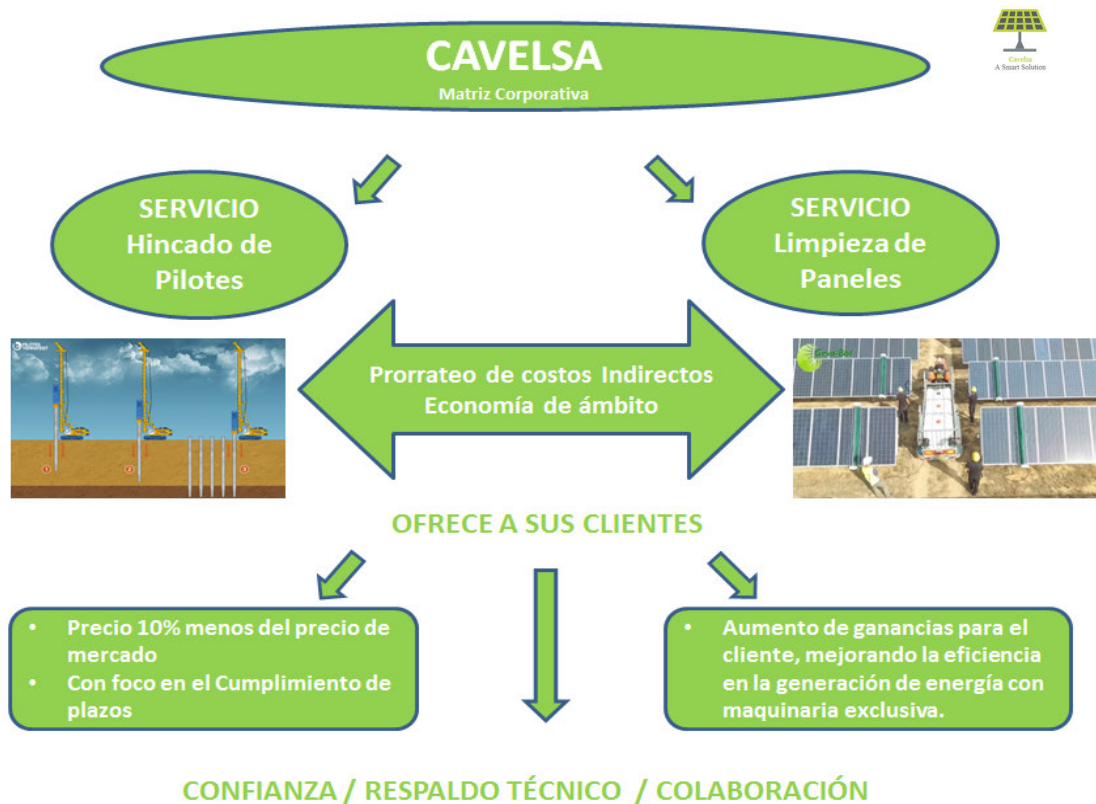 CAVELSA
Matriz Corporativa
Cavelsa
A Smart Solution
SERVICIO
Hincado de
Pilotes
SERVICIO
Limpieza de
Paneles
Prorrateo de costos Indirectos
Economía de ámbito
1
2
3
OFRECE A SUS CLIENTES
• Precio 10% menos del precio de
mercado
• Con foco en el Cumplimiento de
plazos
• Aumento de ganancias para el
cliente, mejorando la eficiencia
en la generación de energía con
maquinaria exclusiva.
CONFIANZA / RESPALDO TÉCNICO / COLABORACIÓN